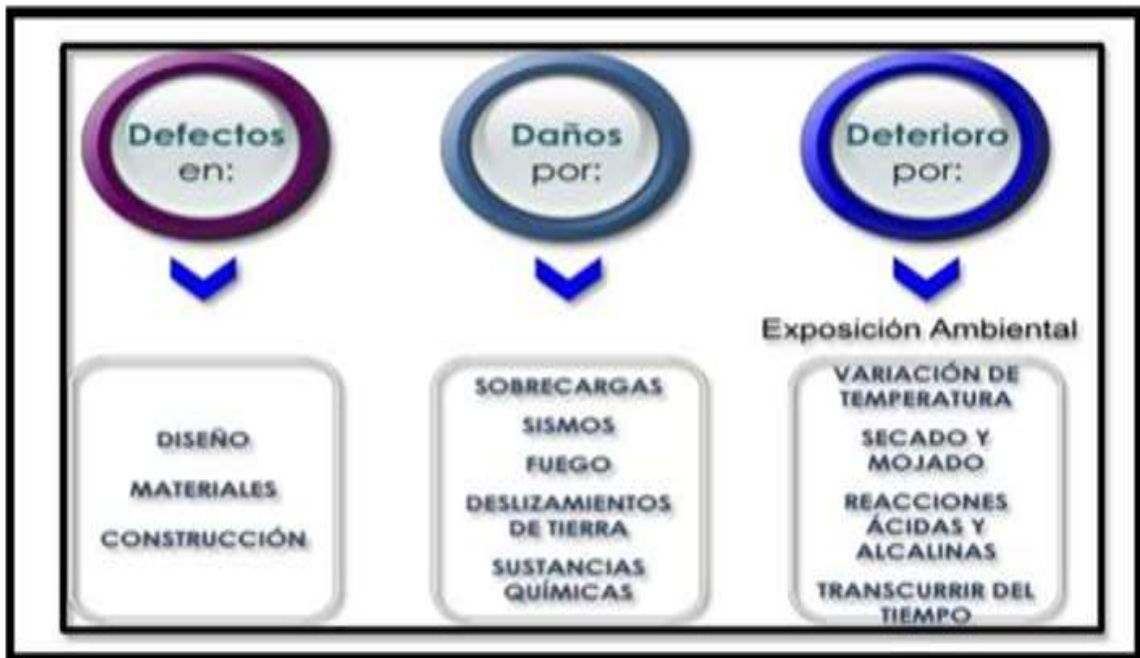 Defectos
en:
DISEÑO
MATERIALES
CONSTRUCCIÓN
Daños
por:
SOBRECARGAS
SISMOS
FUEGO
DESLIZAMIENTOS
DE TIERRA
SUSTANCIAS
QUÍMICAS
Deterioro
por:
Exposición Ambiental
VARIACIÓN DE
TEMPERATURA
SECADO Y
MOJADO
REACCIONES
ÁCIDAS Y
ALCALINAS
TRANSCURRIR DEL
TIEMPO